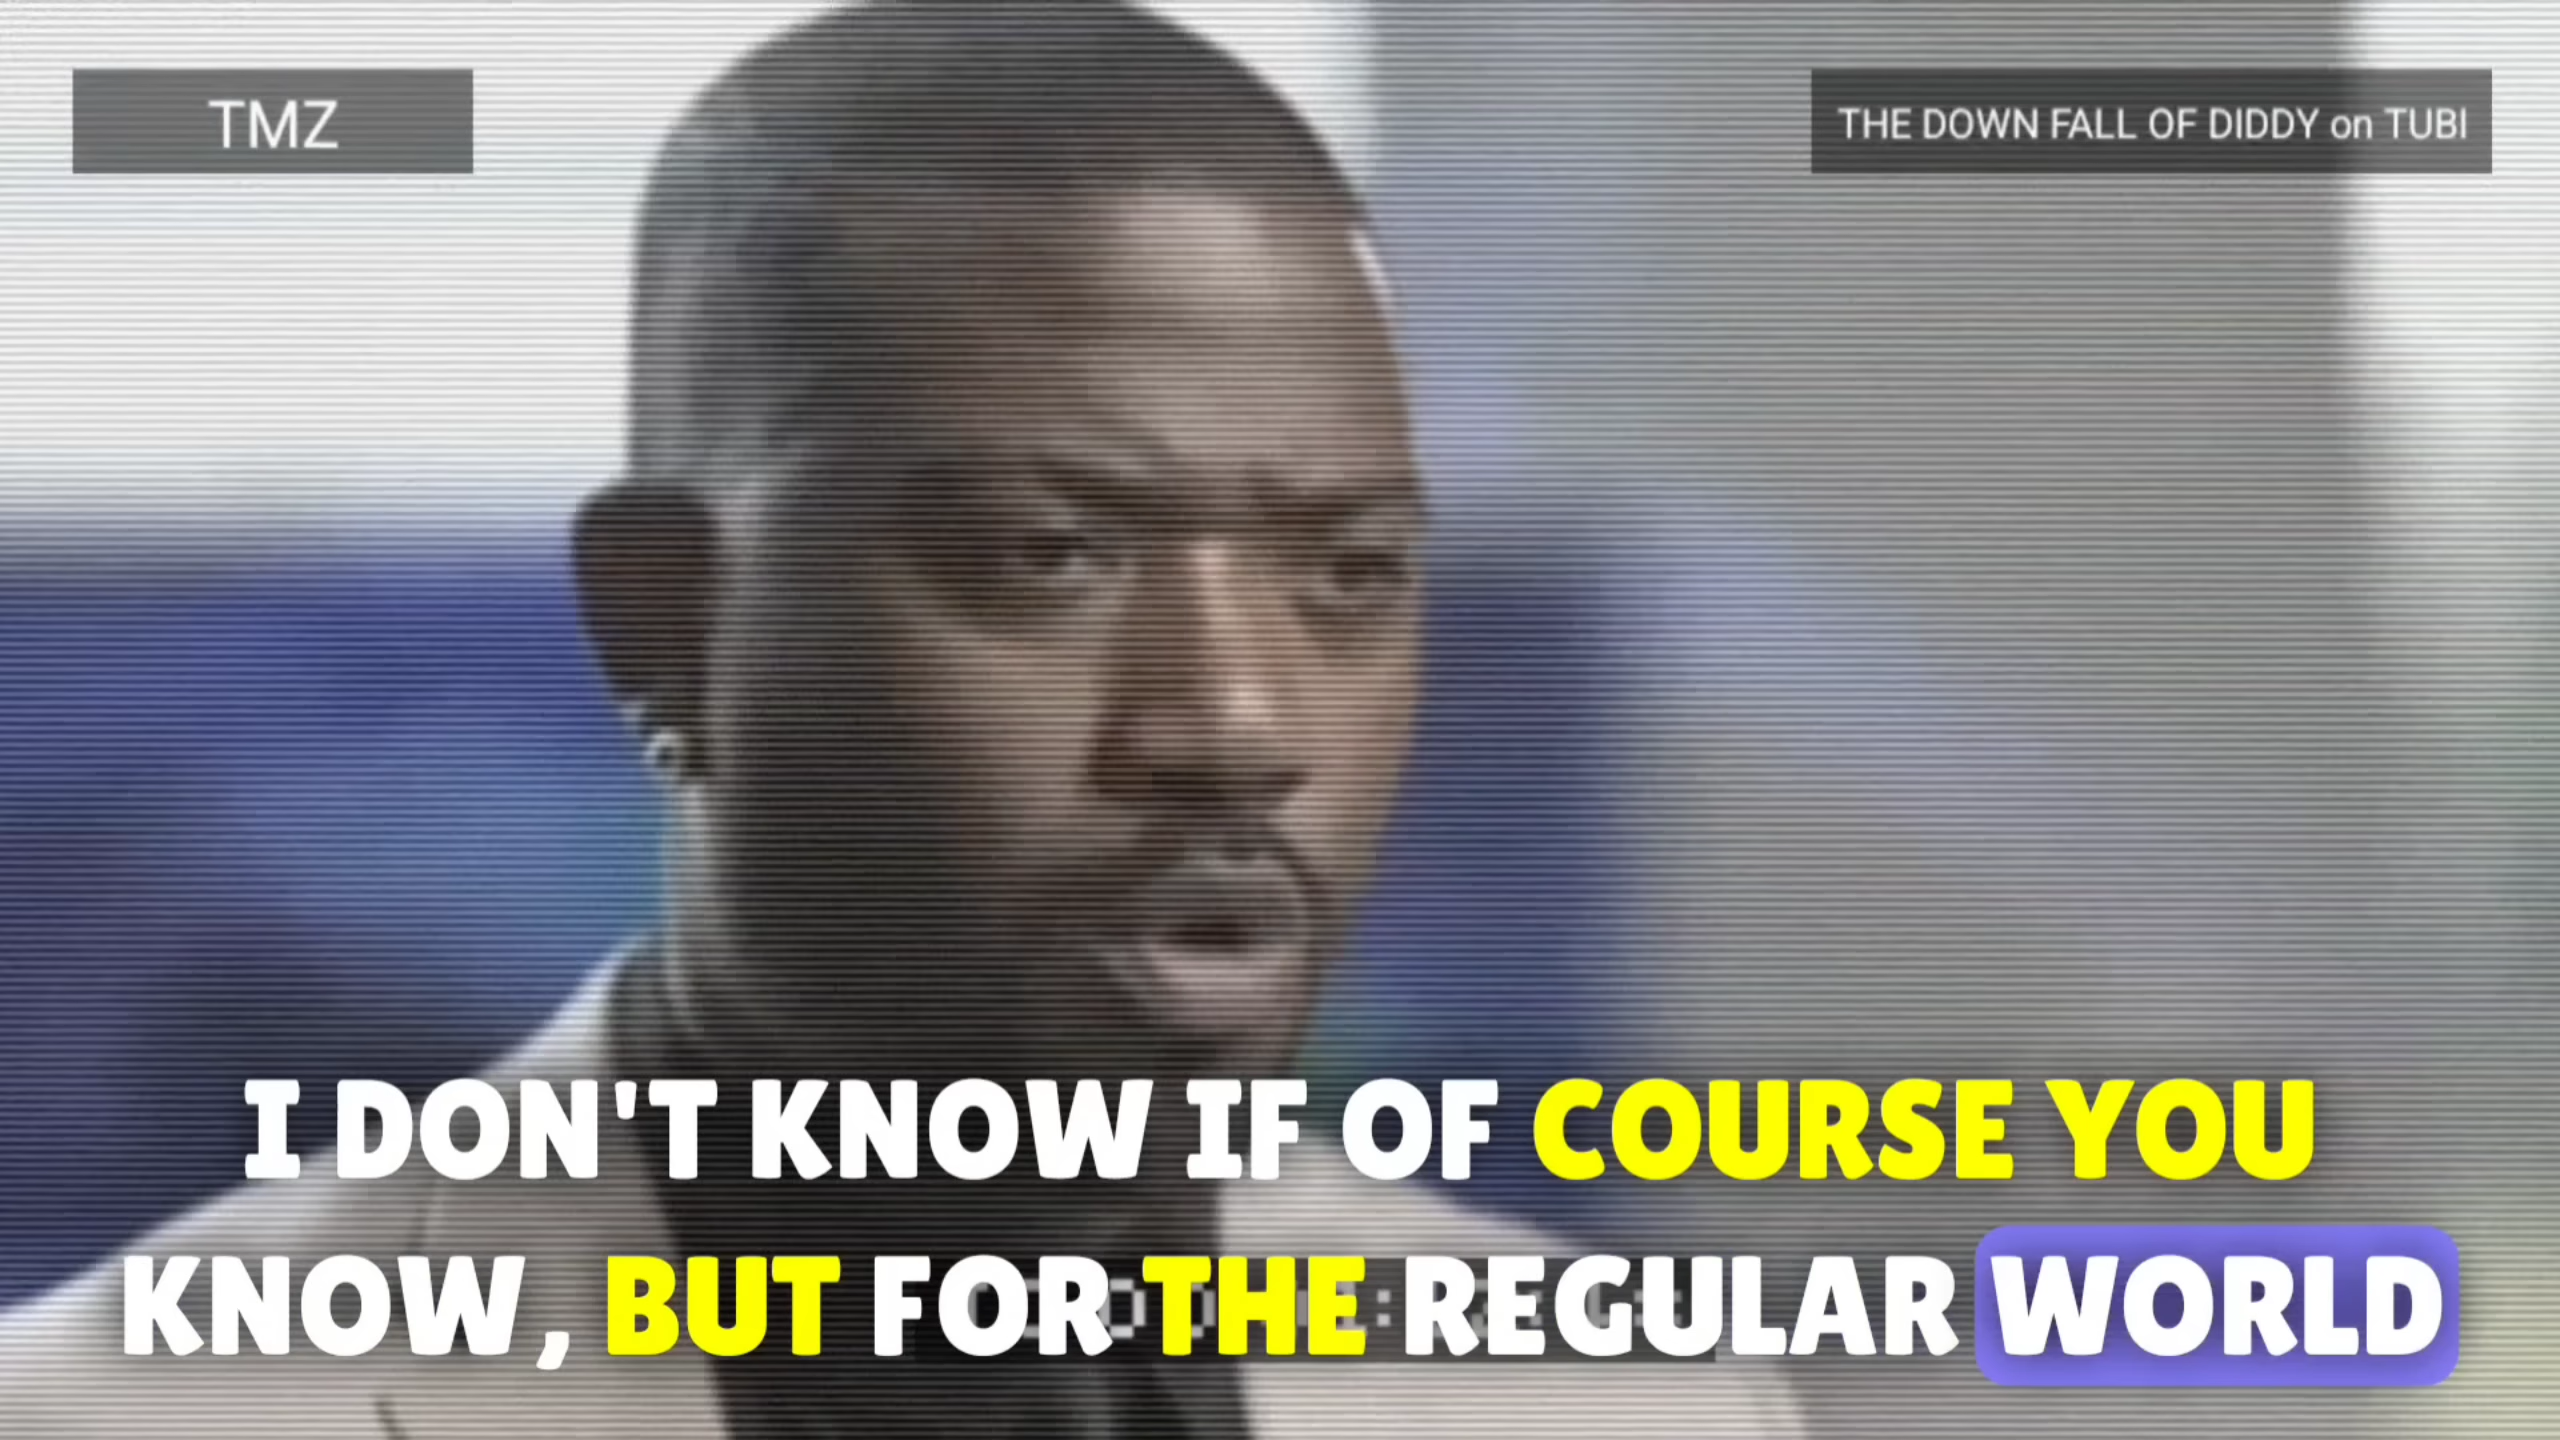 TMZ
THE DOWN FALL OF DIDDY on TUBI
I DON'T KNOW IF OF COURSE YOU
KNOW, BUT FOR THE REGULAR WORLD